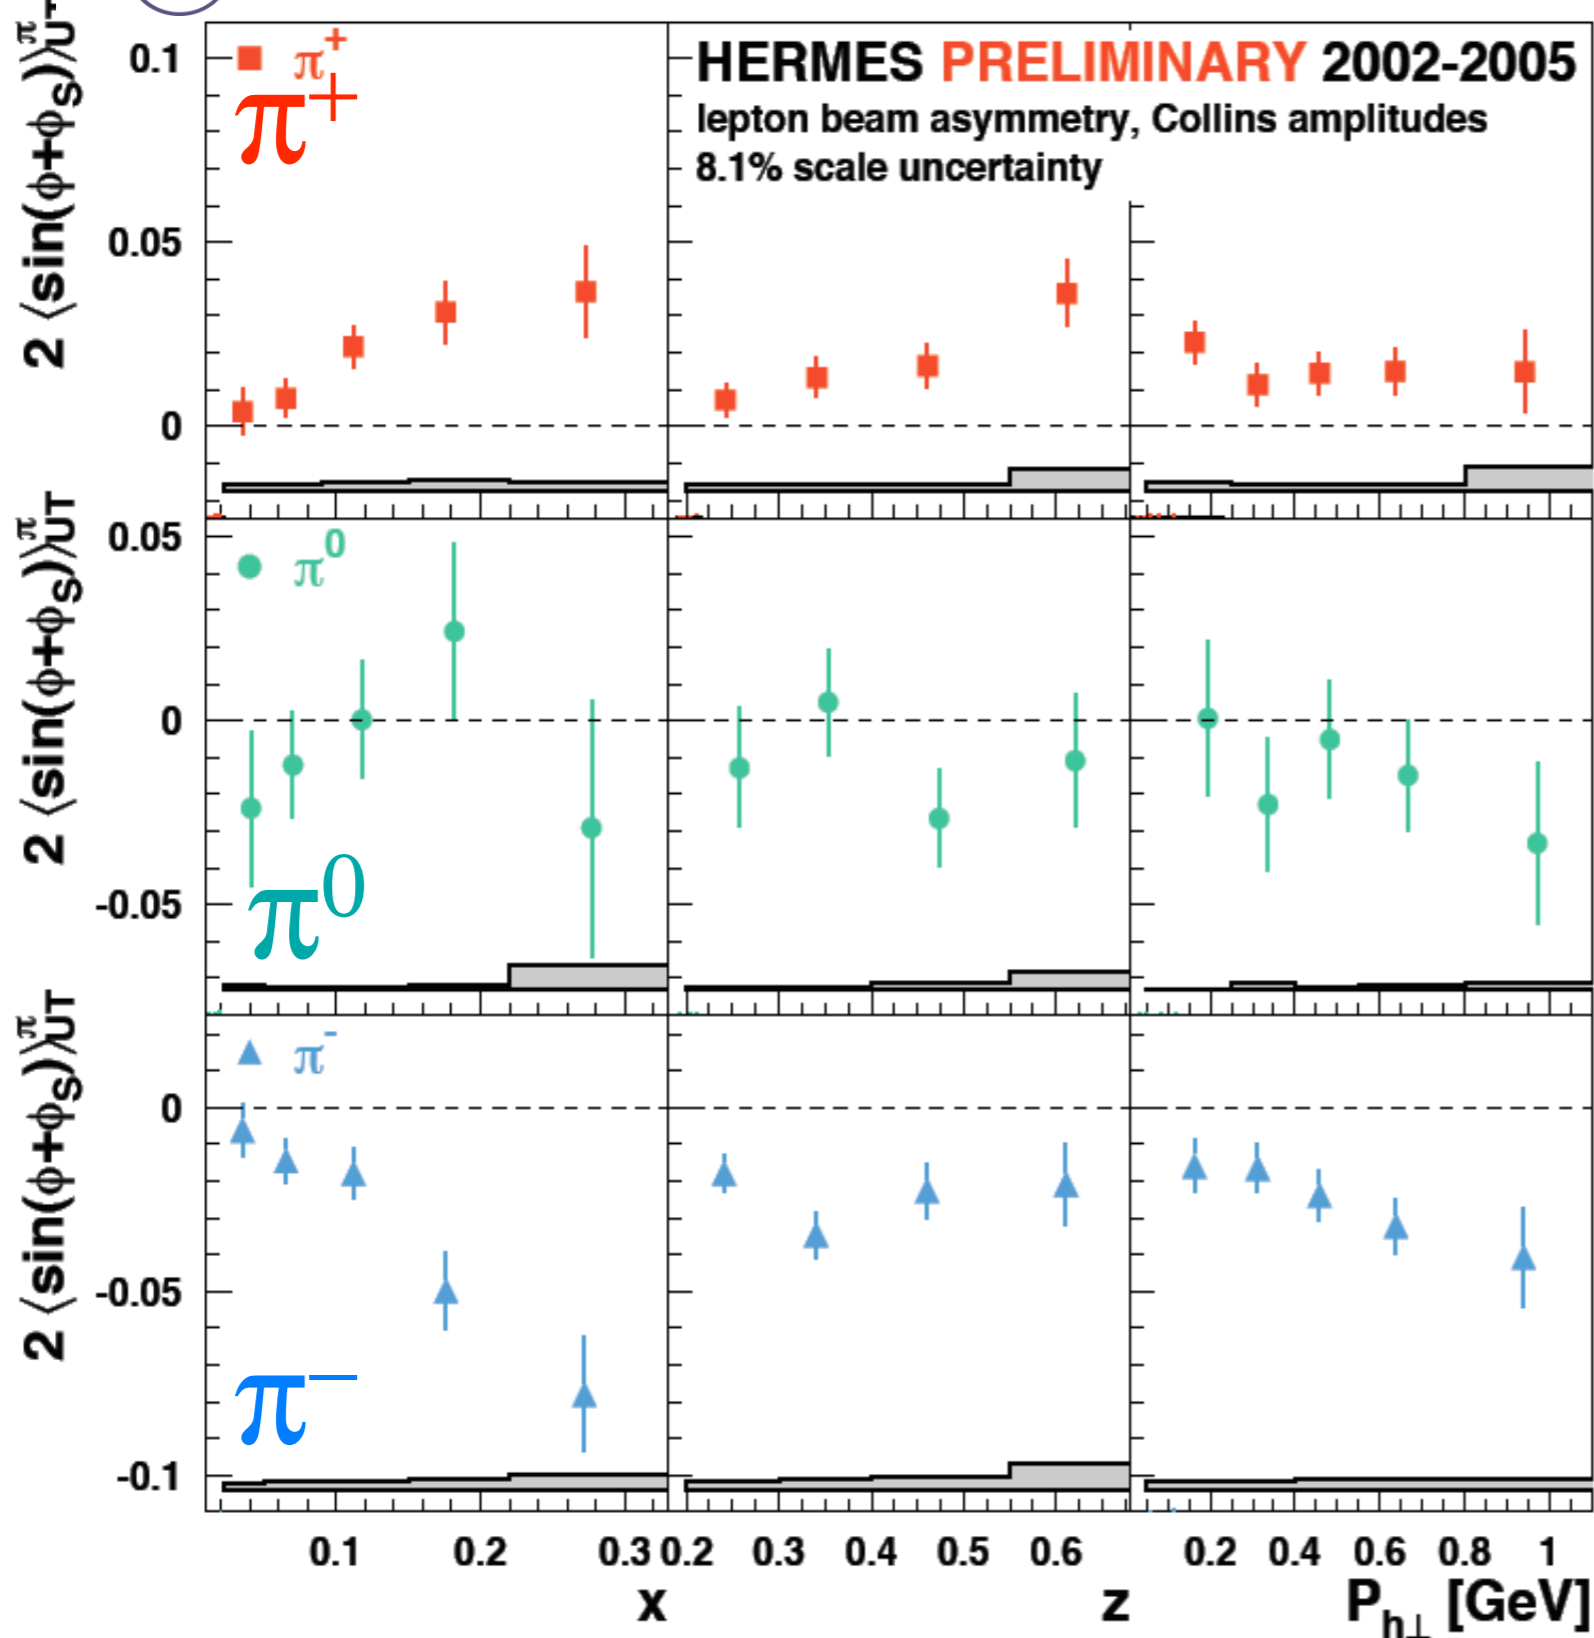 HERMES PRELIMINARY 2002-2005
lepton beam asymmetry, Collins amplitudes
8.1% scale uncertainty
2 ⟨sin(ϕ+ϕS)⟩πUT
0.1
0.05
0
π+
π+
2 ⟨sin(ϕ+ϕS)⟩πUT
0.05
0
-0.05
π0
π0
2 ⟨sin(ϕ+ϕS)⟩πUT
0
-0.05
-0.1
π-
π−
0.1 0.2 0.3 0.2 0.3 0.4 0.5 0.6 0.2 0.4 0.6 0.8 1
x z Ph⊥ [GeV]